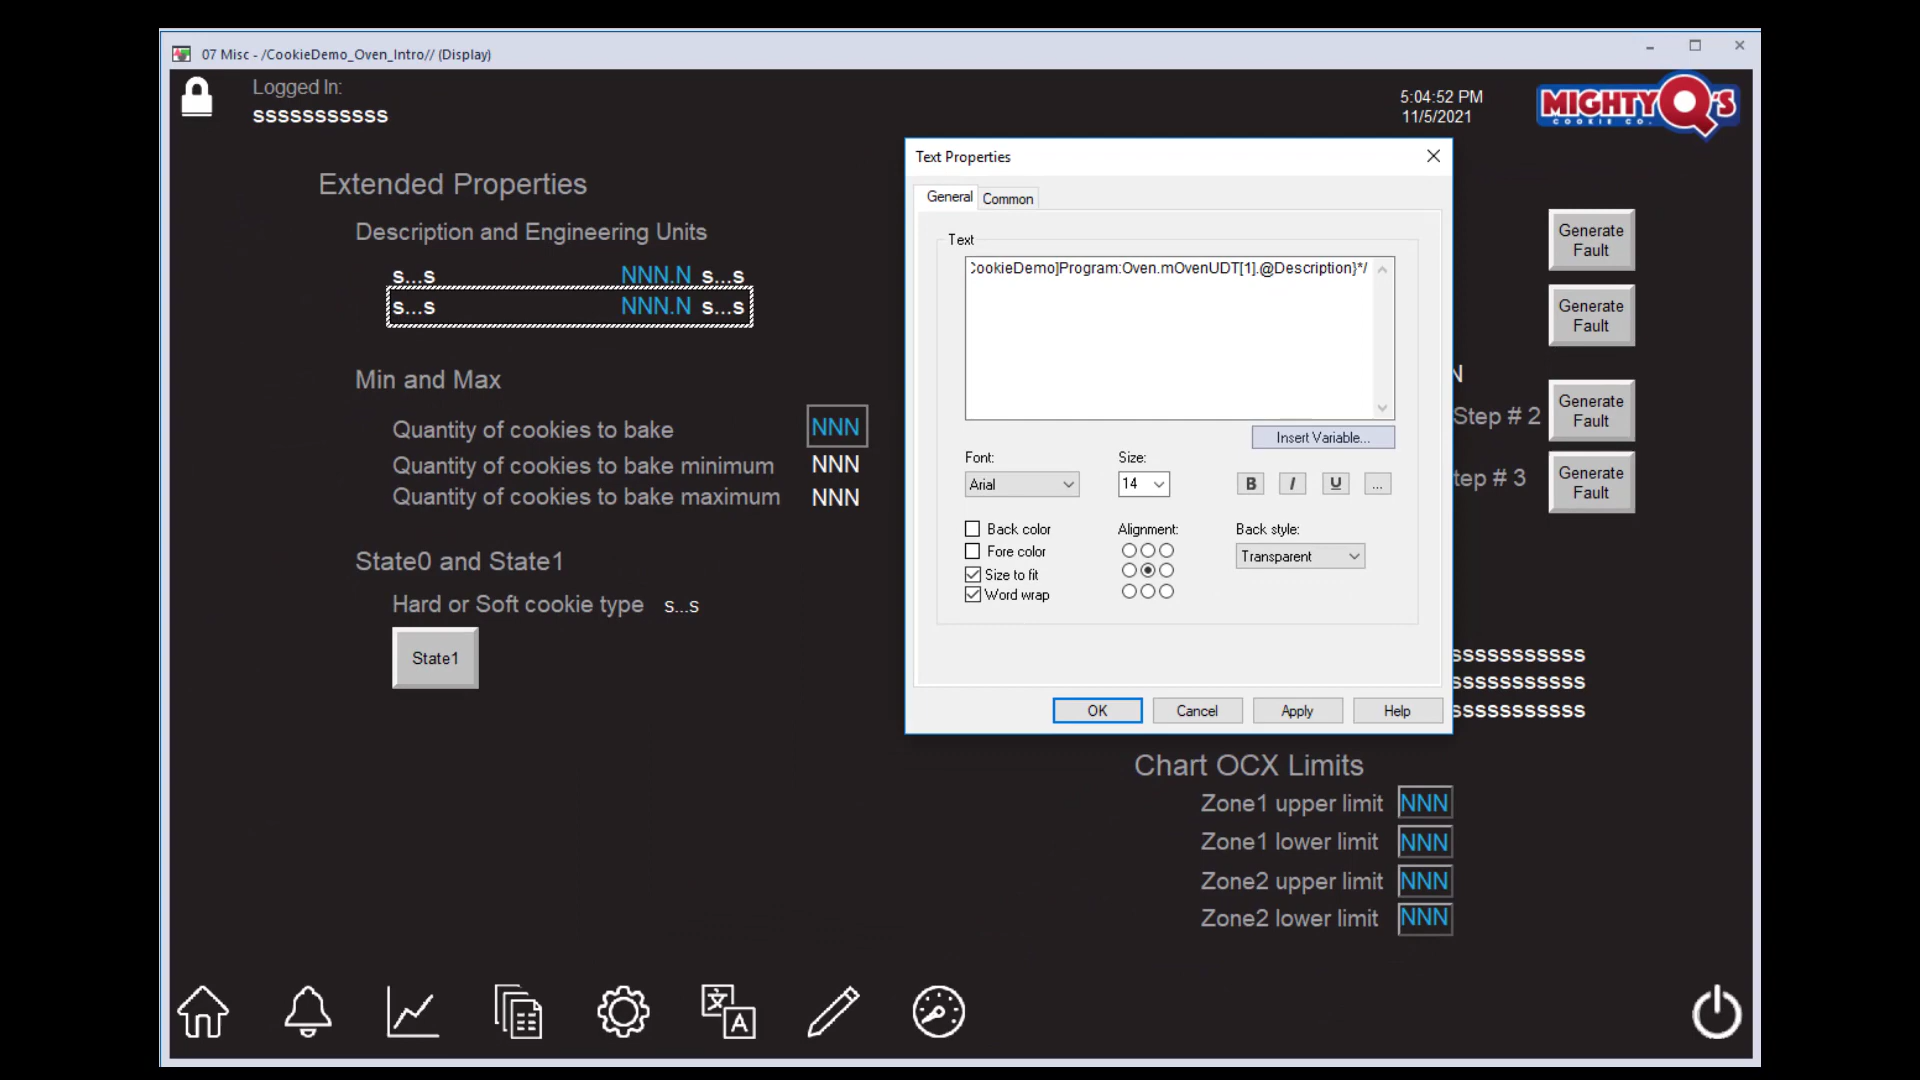 07 Misc - /CookieDemo_Oven_Intro// (Display)
Logged In:
sssssssssss
5:04:52 PM
11/5/2021
MIGHTY Q'S
COOKIE CO.
Extended Properties
Description and Engineering Units
s...s NNN.N s...s
s...s NNN.N s...s
Min and Max
Quantity of cookies to bake NNN
Quantity of cookies to bake minimum NNN
Quantity of cookies to bake maximum NNN
State0 and State1
Hard or Soft cookie type s...s
State1
Text Properties
General Common
Text
CookieDemo]Program:Oven.mOvenUDT[1].@Description}*/
Insert Variable...
Font: Size:
Arial 14 B I U ...
Back color
Fore color
Size to fit
Word wrap
Alignment:
Back style:
Transparent
OK Cancel Apply Help
Generate
Fault
Generate
Fault
N
Step # 2
Generate
Fault
tep # 3
Generate
Fault
sssssssssss
sssssssssss
sssssssssss
Chart OCX Limits
Zone1 upper limit NNN
Zone1 lower limit NNN
Zone2 upper limit NNN
Zone2 lower limit NNN
文 A